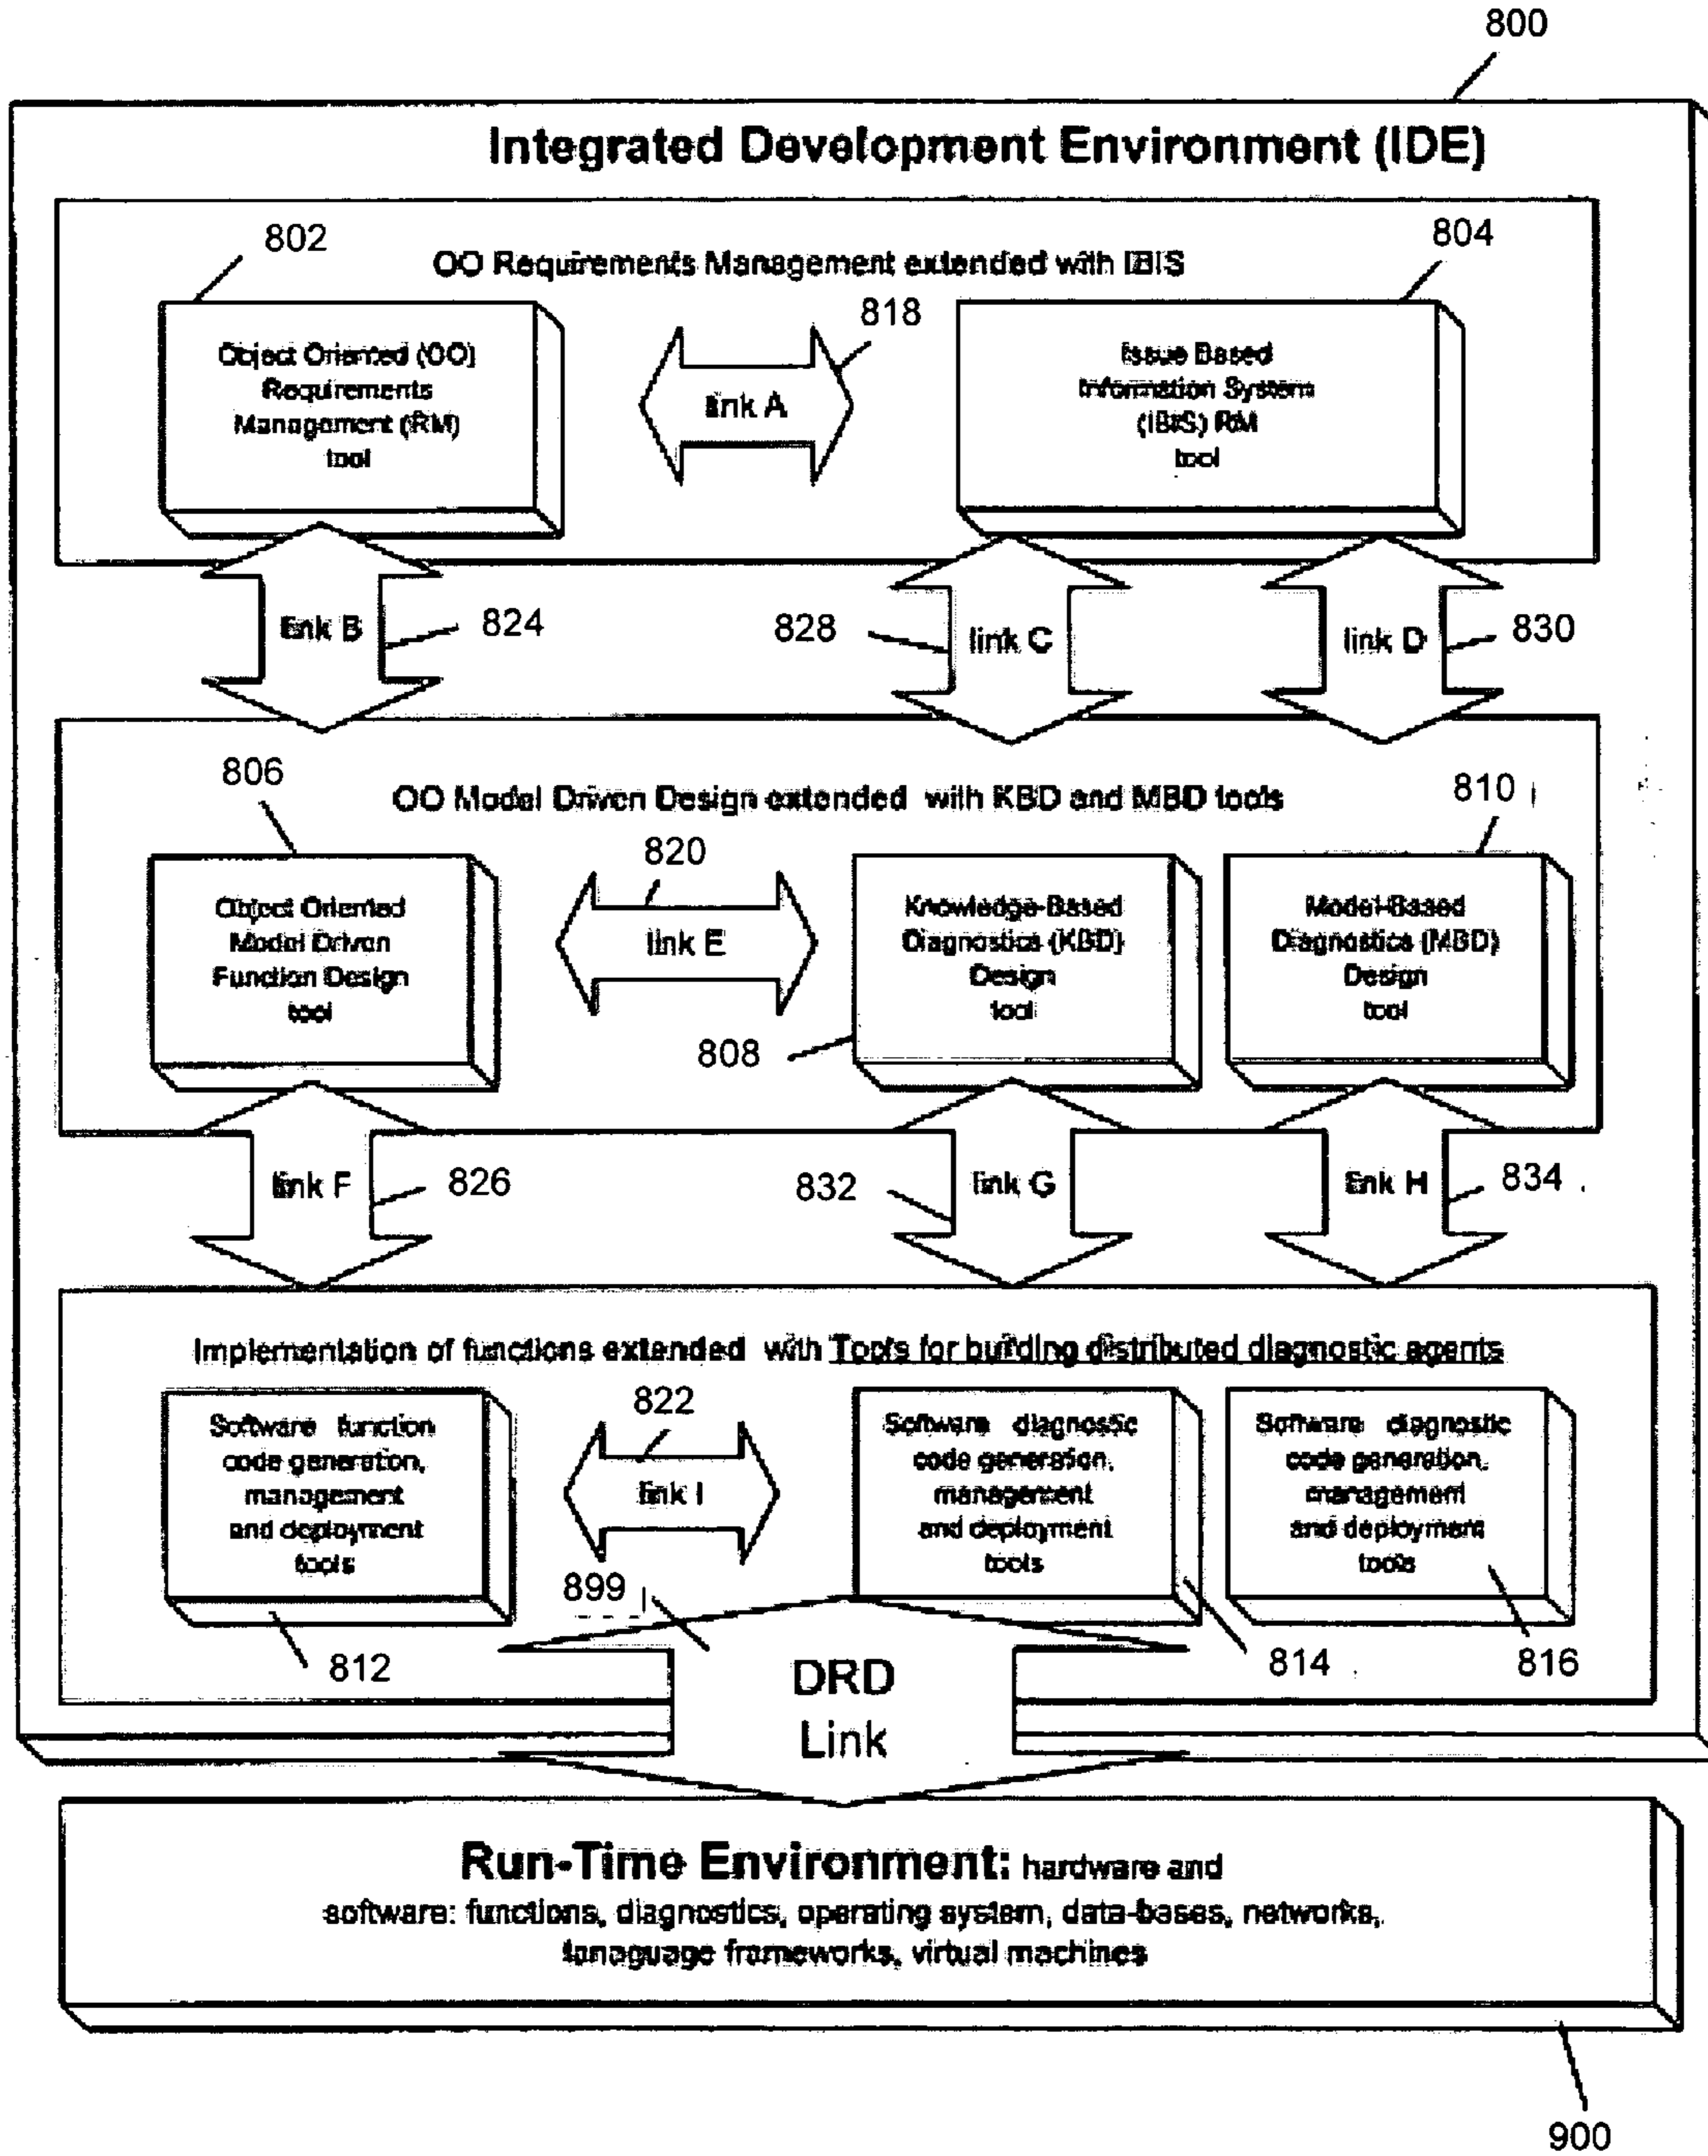 800
Integrated Development Environment (IDE)
802
804
OO Requirements Management extended with IBIS
818
Object Oriented (OO)
Requirements
Management (RM)
tool
link A
Issue Based
Information System
(IBIS) RM
tool
link B
824
828
link C
link D
830
806
810
OO Model Driven Design extended with KBD and MBD tools
820
Object Oriented
Model Driven
Function Design
tool
link E
Knowledge-Based
Diagnostics (KBD)
Design
tool
Model-Based
Diagnostics (MBD)
Design
tool
808
link F
826
832
link G
link H
834
Implementation of functions extended with Tools for building distributed diagnostic agents
822
Software function
code generation,
management
and deployment
tools
link I
Software diagnostic
code generation,
management
and deployment
tools
Software diagnostic
code generation,
management
and deployment
tools
899
812
814
816
DRD
Link
Run-Time Environment: hardware and
software: functions, diagnostics, operating system, data-bases, networks,
lanaguage frameworks, virtual machines
900